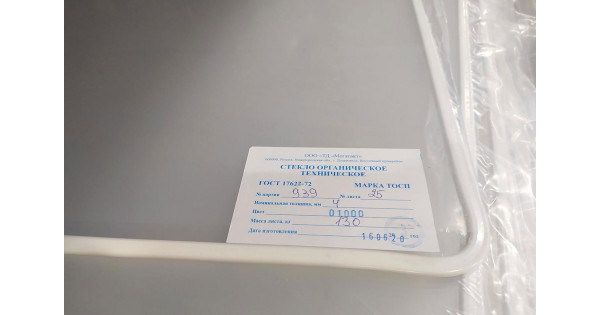 СТЕКЛО ОРГАНИЧЕСКОЕ
ТЕХНИЧЕСКОЕ
ГОСТ 17622-72 МАРКА ТОСП
№ партии 939 № листа 25
Номинальная толщина, мм 4
Цвет 01000
Масса листа, кг 130
Дата изготовления 160620